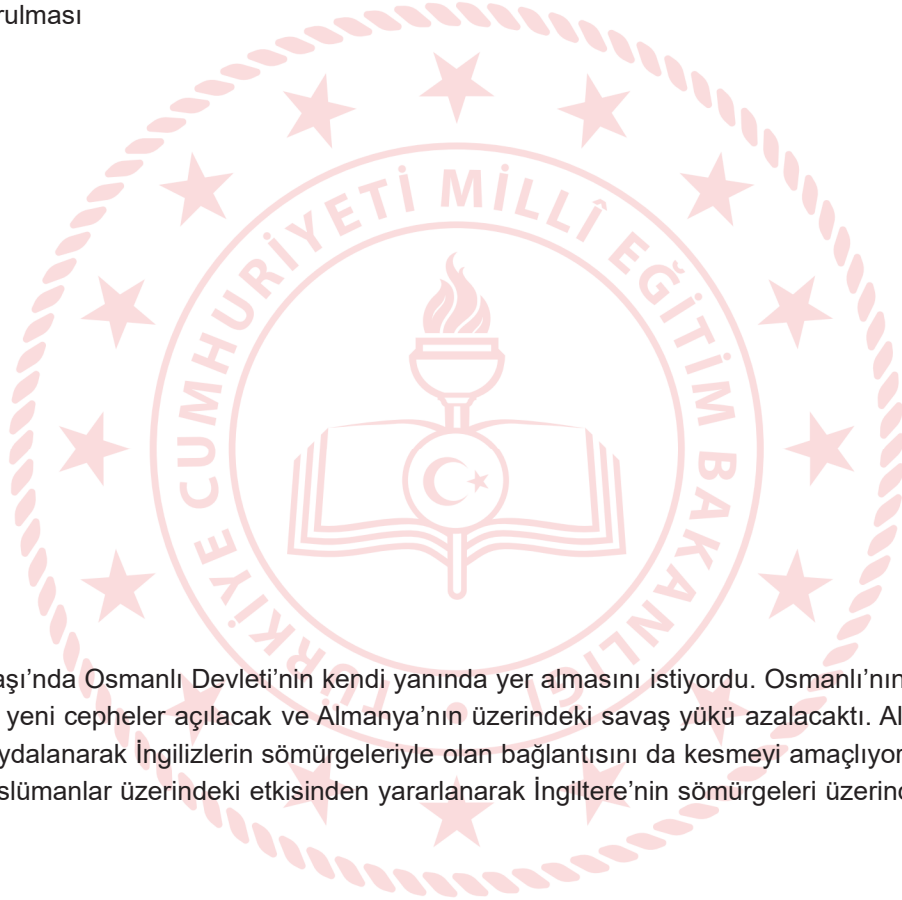 rulması
TÜRKİYE CUMHURİYETİ MİLLÎ EĞİTİM BAKANLIĞI
aşı’nda Osmanlı Devleti’nin kendi yanında yer almasını istiyordu. Osmanlı’nın
yeni cepheler açılacak ve Almanya’nın üzerindeki savaş yükü azalacaktı. Al
ydalanarak İngilizlerin sömürgeleriyle olan bağlantısını da kesmeyi amaçlıyor
slümanlar üzerindeki etkisinden yararlanarak İngiltere’nin sömürgeleri üzerind